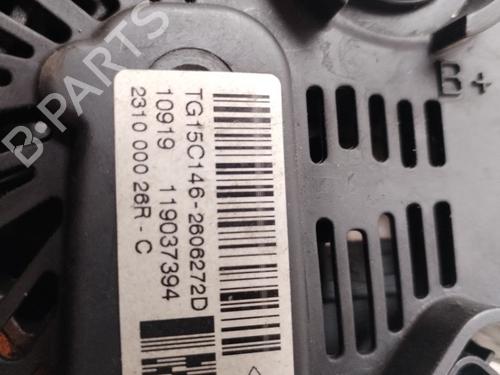 TG15C146-2606272D
10919 119037394
2310 000 26R - C
B+
B-PARTS